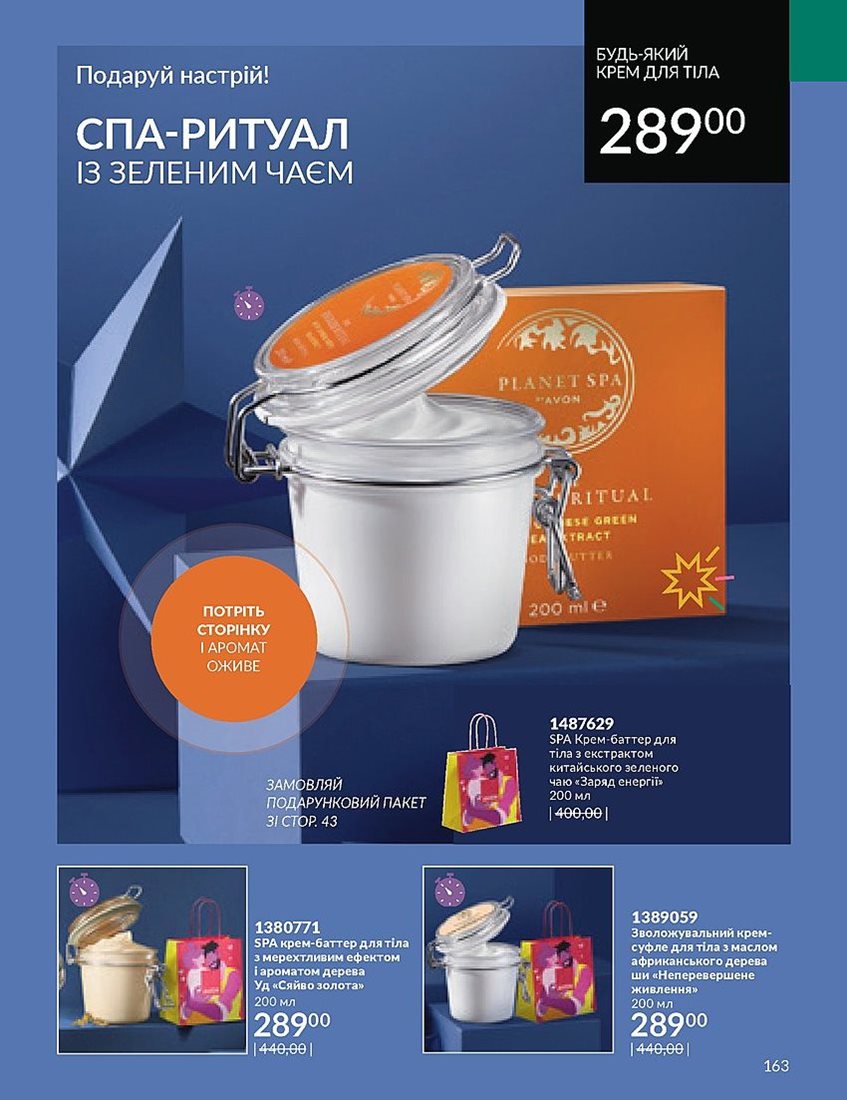 Подаруй настрій!
СПА-РИТУАЛ
ІЗ ЗЕЛЕНИМ ЧАЄМ
БУДЬ-ЯКИЙ
КРЕМ ДЛЯ ТІЛА
289⁰⁰
PLANET SPA
BY AVON
RITUAL
GREEN
200 ml e
ПОТРІТЬ
СТОРІНКУ
І АРОМАТ
ОЖИВЕ
ЗАМОВЛЯЙ
ПОДАРУНКОВИЙ ПАКЕТ
ЗІ СТОР. 43
1487629
SPA Крем-баттер для
тіла з екстрактом
китайського зеленого
чаю «Заряд енергії»
200 мл
| 400,00 |
1380771
SPA крем-баттер для тіла
з мерехтливим ефектом
і ароматом дерева
Уд «Сяйво золота»
200 мл
289⁰⁰
| 440,00 |
1389059
Зволожувальний крем-
суфле для тіла з маслом
африканського дерева
ши «Неперевершене
живлення»
200 мл
289⁰⁰
| 440,00 |
163